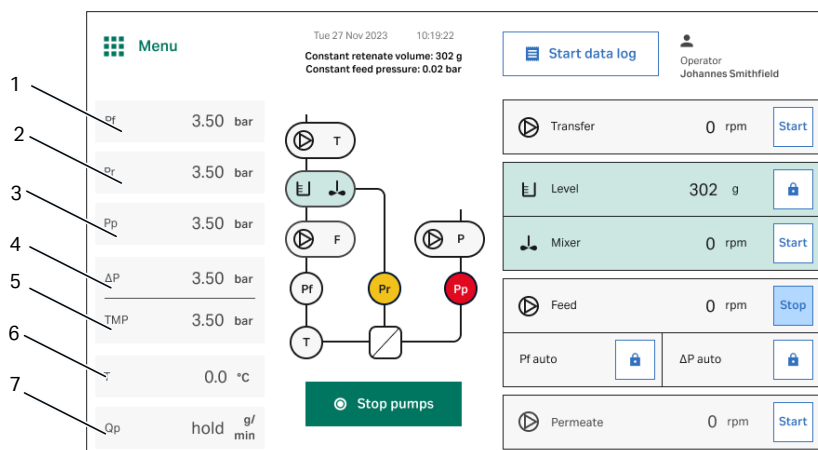 Menu
Tue 27 Nov 2023 10:19:22
Constant retenate volume: 302 g
Constant feed pressure: 0.02 bar
Start data log
Operator
Johannes Smithfield
1
Pf 3.50 bar
2
Pr 3.50 bar
3
Pp 3.50 bar
4
ΔP 3.50 bar
5
TMP 3.50 bar
6
T 0.0 °C
7
Qp hold g/
min
T
F
P
Pf
Pr
Pp
T
Stop pumps
Transfer 0 rpm Start
Level 302 g
Mixer 0 rpm Start
Feed 0 rpm Stop
Pf auto
ΔP auto
Permeate 0 rpm Start